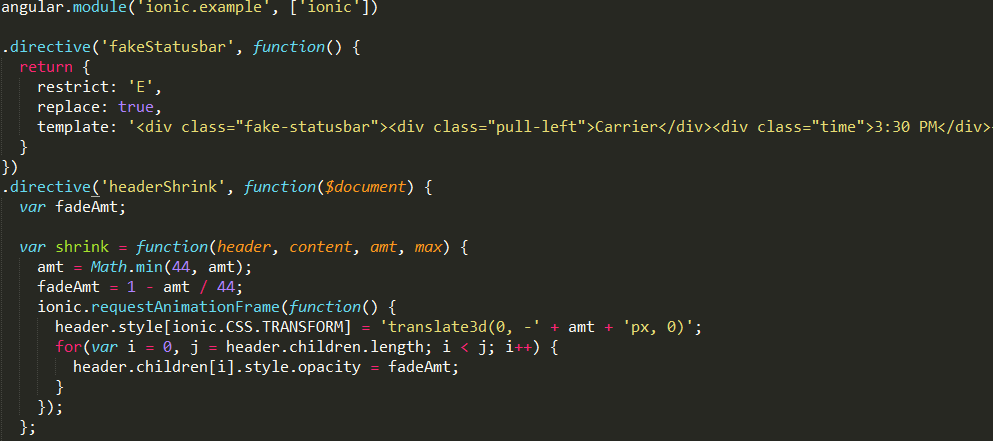 angular.module('ionic.example', ['ionic'])
.directive('fakeStatusbar', function() {
return {
restrict: 'E',
replace: true,
template: '<div class="fake-statusbar"><div class="pull-left">Carrier</div><div class="time">3:30 PM</div>
}
})
.directive('headerShrink', function($document) {
var fadeAmt;
var shrink = function(header, content, amt, max) {
amt = Math.min(44, amt);
fadeAmt = 1 - amt / 44;
ionic.requestAnimationFrame(function() {
header.style[ionic.CSS.TRANSFORM] = 'translate3d(0, -' + amt + 'px, 0)';
for(var i = 0, j = header.children.length; i < j; i++) {
header.children[i].style.opacity = fadeAmt;
}
});
};